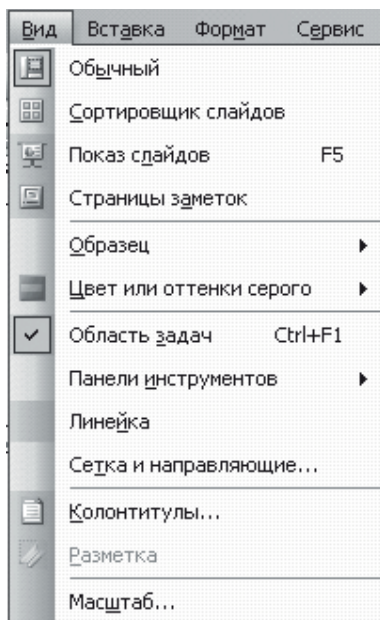 Вид Вставка Формат Сервис
Обычный
Сортировщик слайдов
Показ слайдов F5
Страницы заметок
Образец
Цвет или оттенки серого
Область задач Ctrl+F1
Панели инструментов
Линейка
Сетка и направляющие...
Колонтитулы...
Разметка
Масштаб...